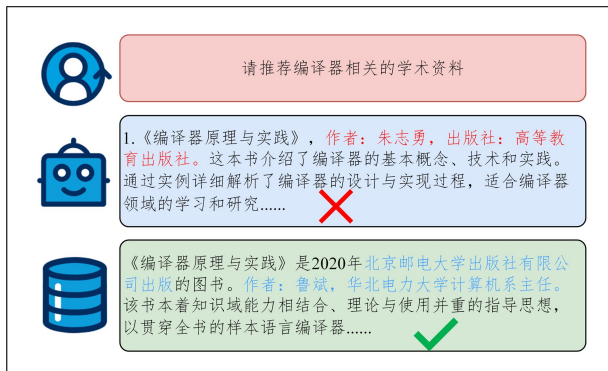 请推荐编译器相关的学术资料
1.《编译器原理与实践》，作者：朱志勇，出版社：高等教
育出版社。这本书介绍了编译器的基本概念、技术和实践。
通过实例详细解析了编译器的设计与实现过程，适合编译器
领域的学习和研究......
《编译器原理与实践》是2020年北京邮电大学出版社有限公
司出版的图书。作者：鲁斌，华北电力大学计算机系主任。
该书本着知识域能力相结合、理论与使用并重的指导思想，
以贯穿全书的样本语言编译器......